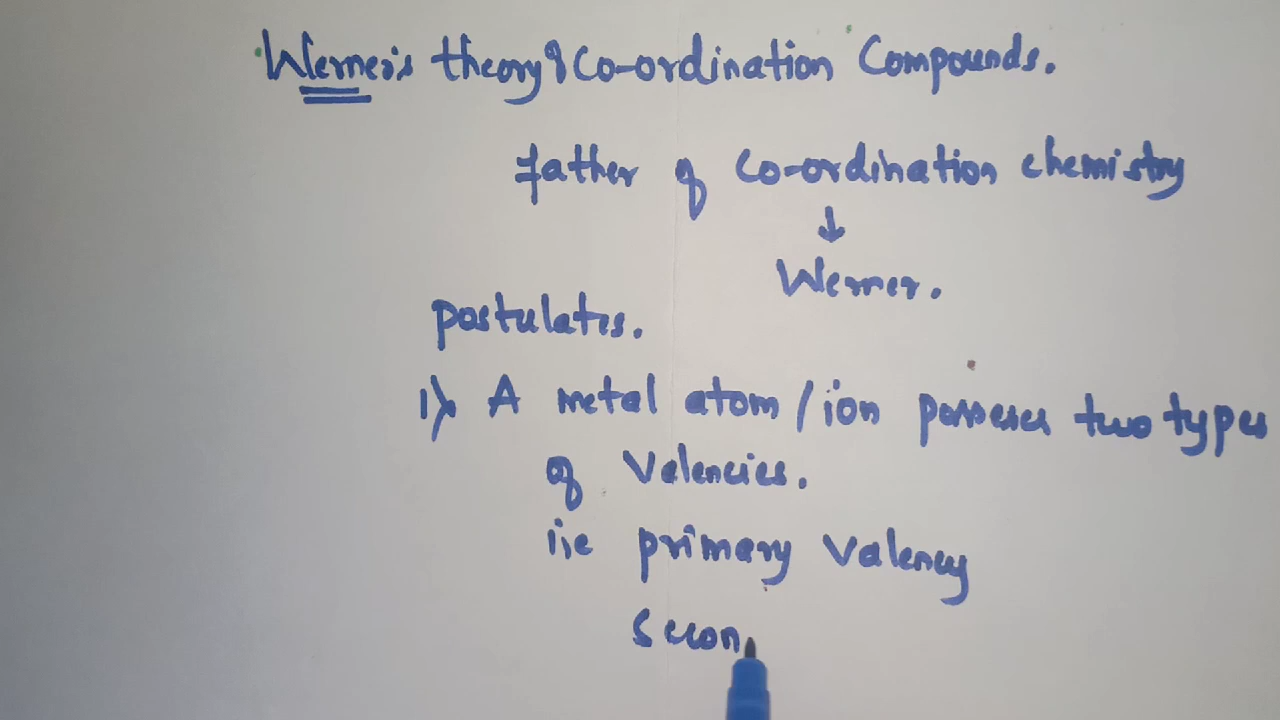 Werner's theory of Co-ordination Compounds.
father of Co-ordination chemistry
↓
Werner.
postulates.
1) A metal atom / ion possesses two types
of Valencies.
i,e primary Valency
Secon